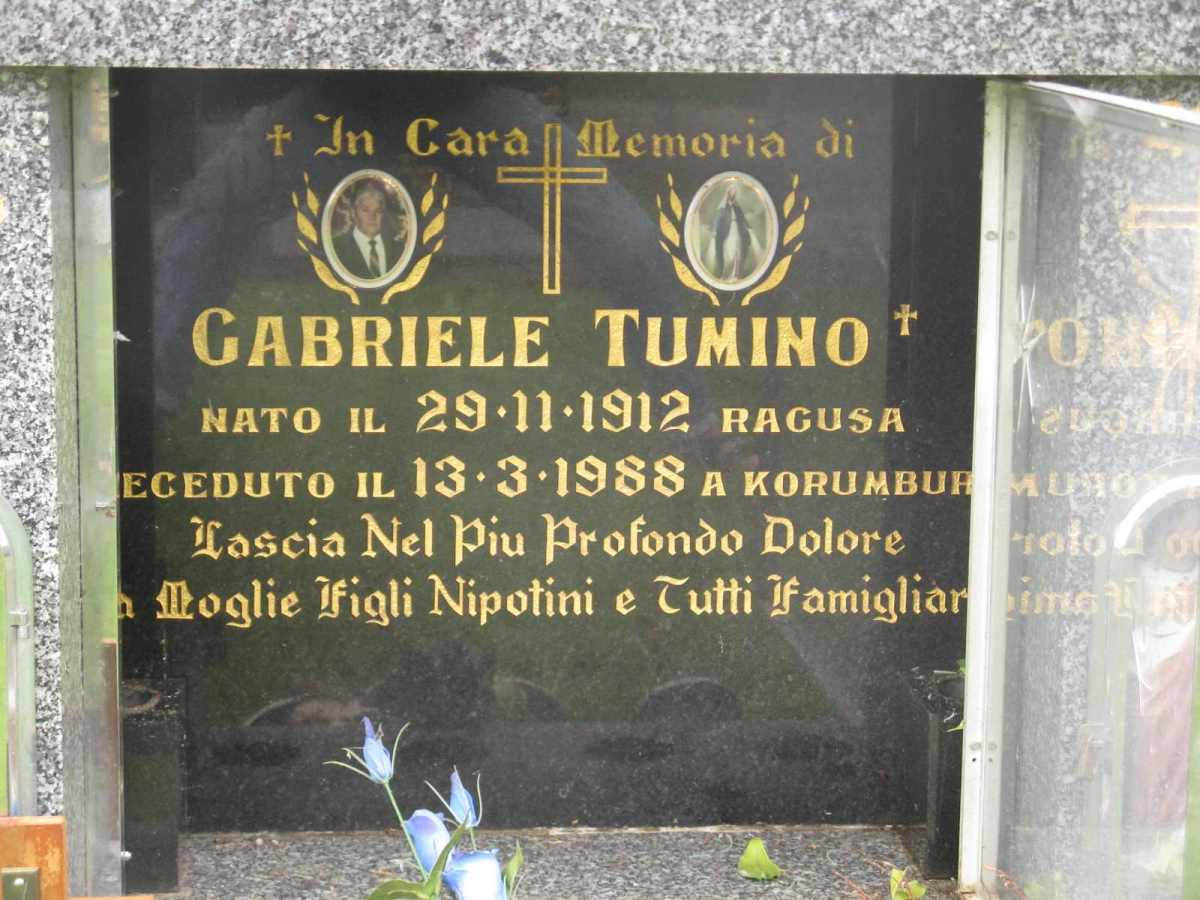 In Cara Memoria di
GABRIELE TUMINO
NATO IL 29·11·1912 RAGUSA
ECEDUTO IL 13·3·1988 A KORUMBUR
Lascia Nel Piu Profondo Dolore
a Moglie Figli Nipotini e Tutti Famigliar